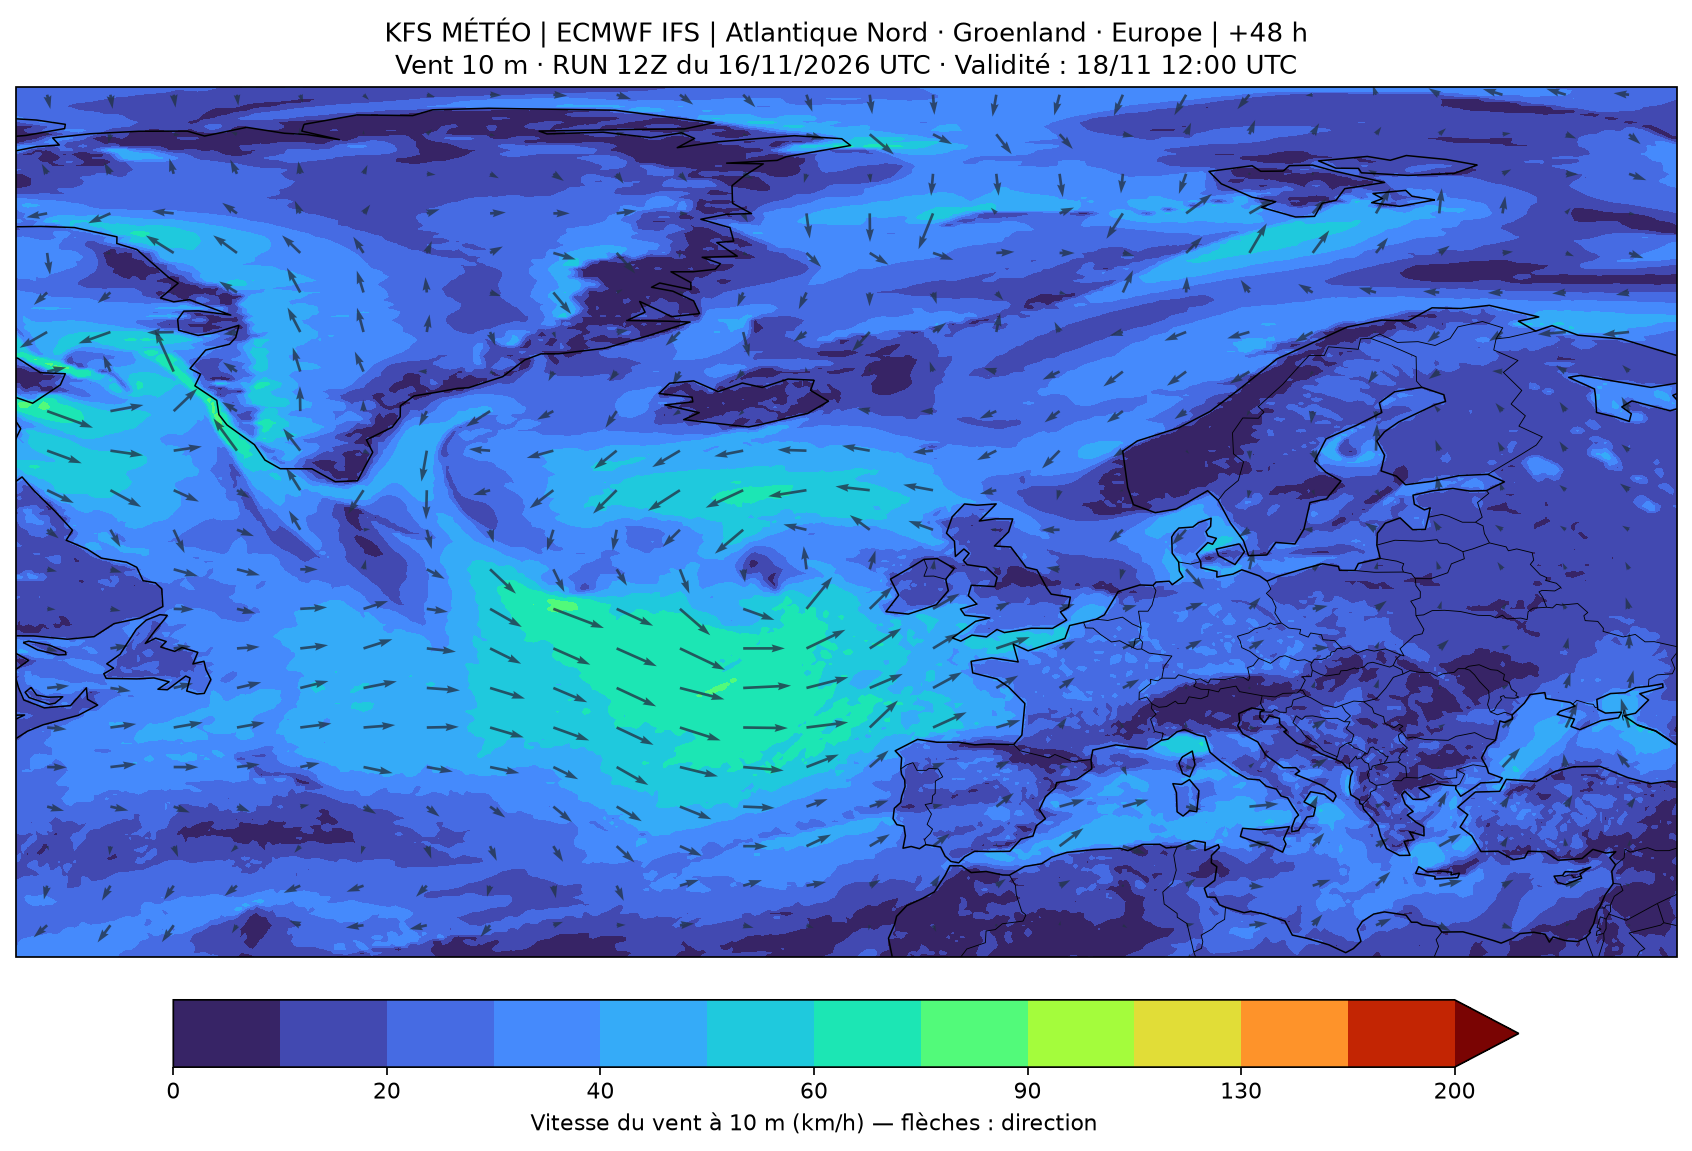 KFS MÉTÉO | ECMWF IFS | Atlantique Nord · Groenland · Europe | +48 h
Vent 10 m · RUN 12Z du 16/11/2026 UTC · Validité : 18/11 12:00 UTC
0 20 40 60 90 130 200
Vitesse du vent à 10 m (km/h) — flèches : direction